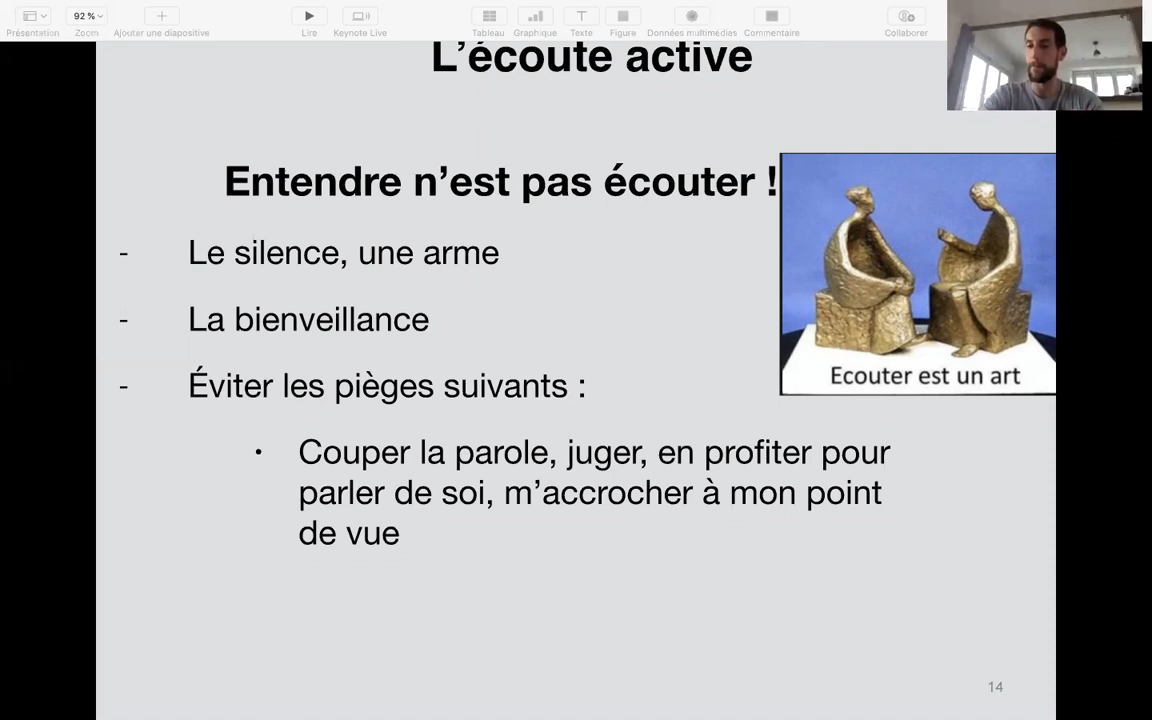 92 %
Présentation
Zoom
Ajouter une diapositive
Lire
Keynote Live
Tableau
Graphique
Texte
Figure
Données multimédias
Commentaire
Collaborer
L’écoute active
Entendre n’est pas écouter !
- Le silence, une arme
- La bienveillance
- Éviter les pièges suivants :
• Couper la parole, juger, en profiter pour
parler de soi, m’accrocher à mon point
de vue
Ecouter est un art
14